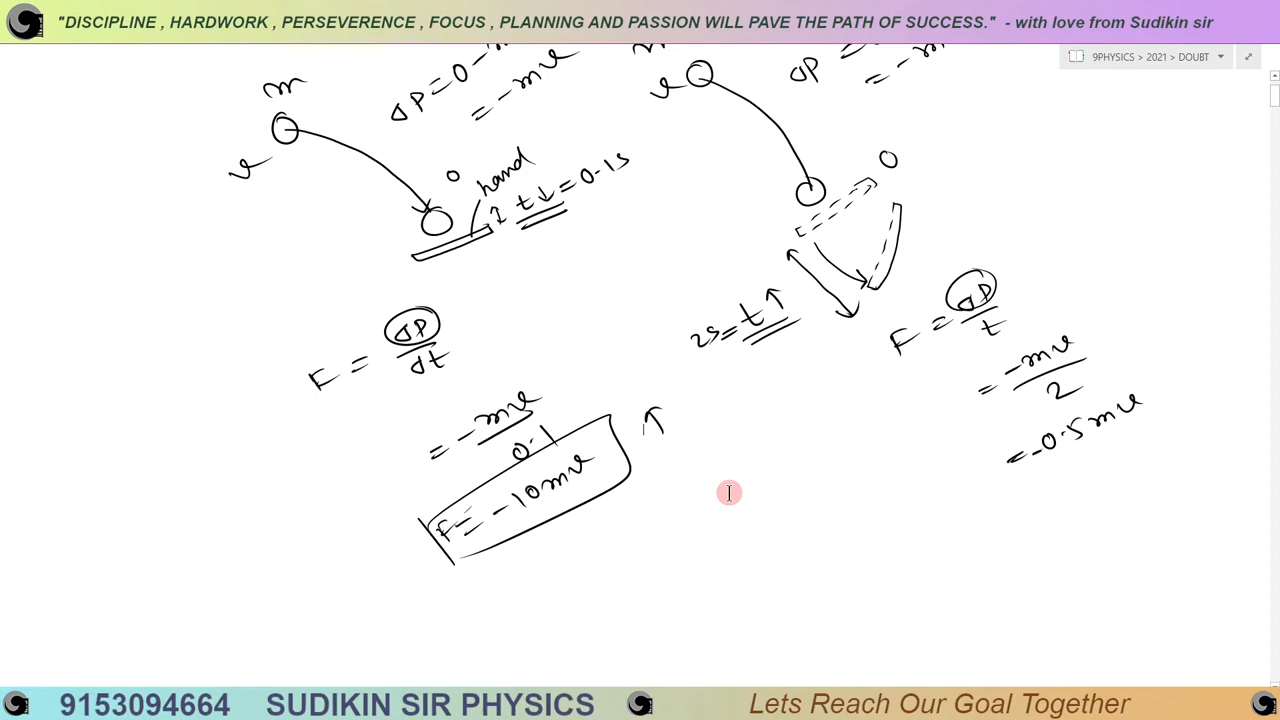 "DISCIPLINE , HARDWORK , PERSEVERENCE , FOCUS , PLANNING AND PASSION WILL PAVE THE PATH OF SUCCESS." - with love from Sudikin sir
9PHYSICS > 2021 > DOUBT
m
v
ΔP = 0 -
= -mv
0
hand
t↓ = 0.1s
F = ΔP/Δt
= -mv/0.1
F = -10mv
↑
v
ΔP =
= -m
0
2s = t↑
F = ΔP/t
= -mv/2
= -0.5mv
9153094664 SUDIKIN SIR PHYSICS Lets Reach Our Goal Together